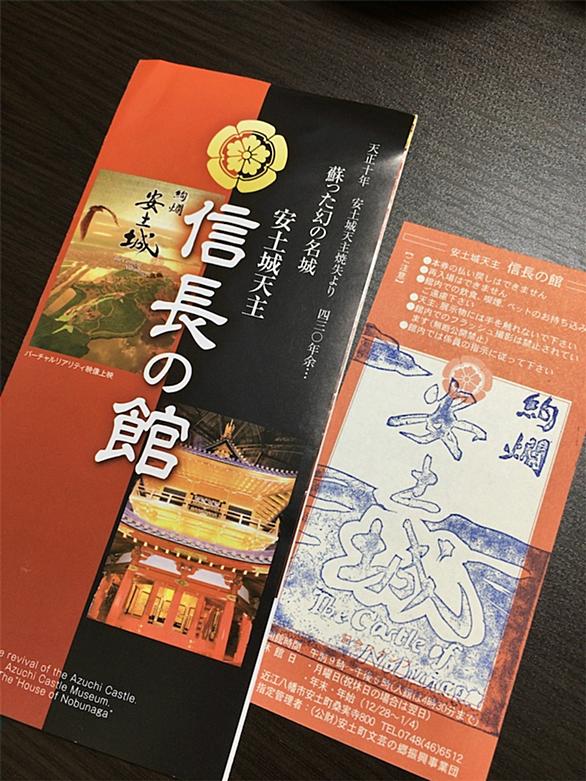 天正十年 安土城天主焼失より 四三〇年余…
蘇った幻の名城
安土城天主
信長の館
絢爛
安土城
バーチャルリアリティ映像上映
revival of the Azuchi Castle.
Azuchi Castle Museum.
The "House of Nobunaga"
安土城天主 信長の館
【ご注意】
●本券の払い戻しはできません
●再入場はできません
●館内での飲食、喫煙、ペットのお持ち込
ご遠慮下さい
●天主、展示物には手を触れないで下さい
●館内でのフラッシュ撮影は禁止されてい
ます(無断公開禁止)
●館内では係員の指示に従って下さい
絢爛
安土城
The Castle of
開館時間
休館日 ・月曜日(祝休日の場合は翌日)
・年末・年始 (12/28～1/4)
近江八幡市安土町桑実寺800 TEL0748(46)6512
指定管理者:(公財)安土町文芸の郷振興事業団